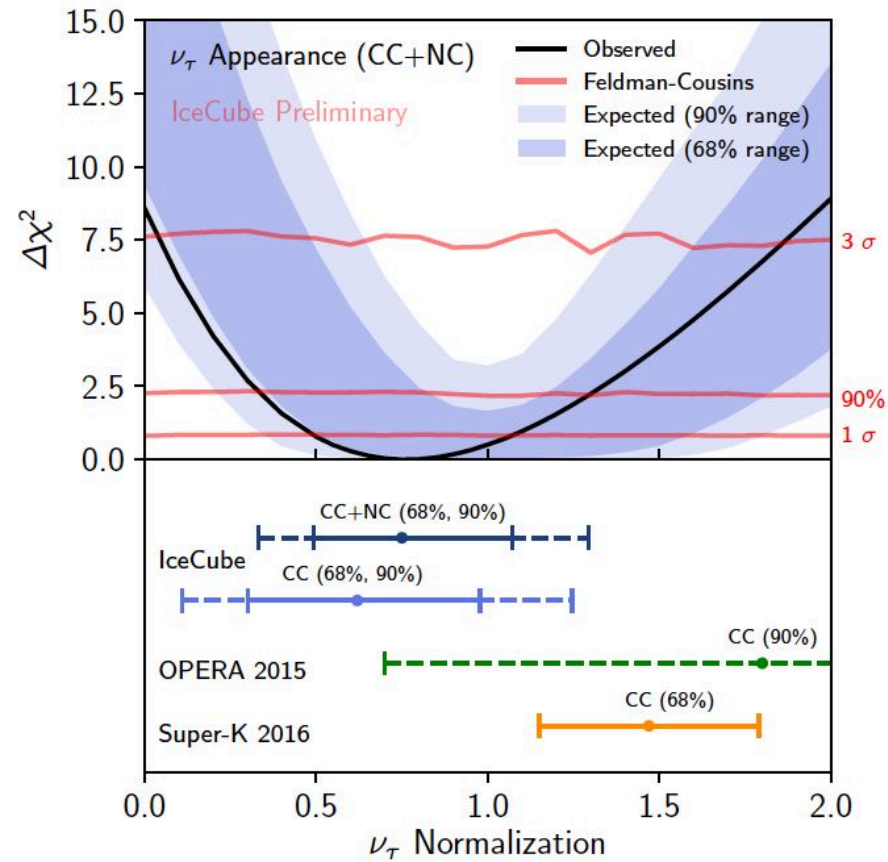 15.0
12.5
10.0
7.5
5.0
2.5
0.0
Δχ²
ν_τ Appearance (CC+NC)
IceCube Preliminary
Observed
Feldman-Cousins
Expected (90% range)
Expected (68% range)
3 σ
90%
1 σ
CC+NC (68%, 90%)
IceCube
CC (68%, 90%)
CC (90%)
OPERA 2015
CC (68%)
Super-K 2016
0.0 0.5 1.0 1.5 2.0
ν_τ Normalization